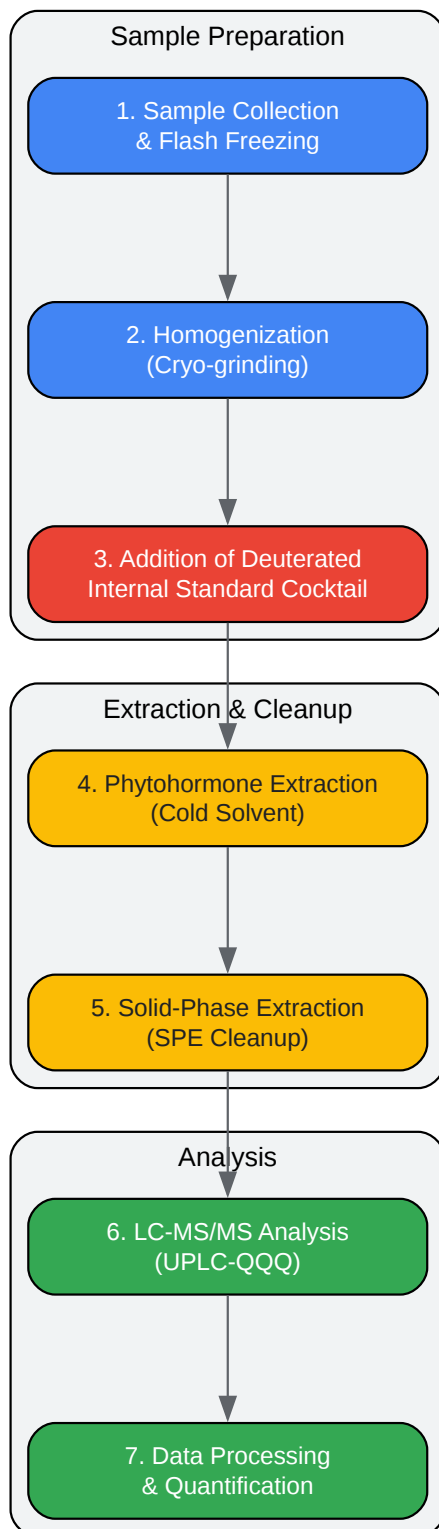 Sample Preparation
1. Sample Collection
& Flash Freezing
2. Homogenization
(Cryo-grinding)
3. Addition of Deuterated
Internal Standard Cocktail
Extraction & Cleanup
4. Phytohormone Extraction
(Cold Solvent)
5. Solid-Phase Extraction
(SPE Cleanup)
Analysis
6. LC-MS/MS Analysis
(UPLC-QQQ)
7. Data Processing
& Quantification